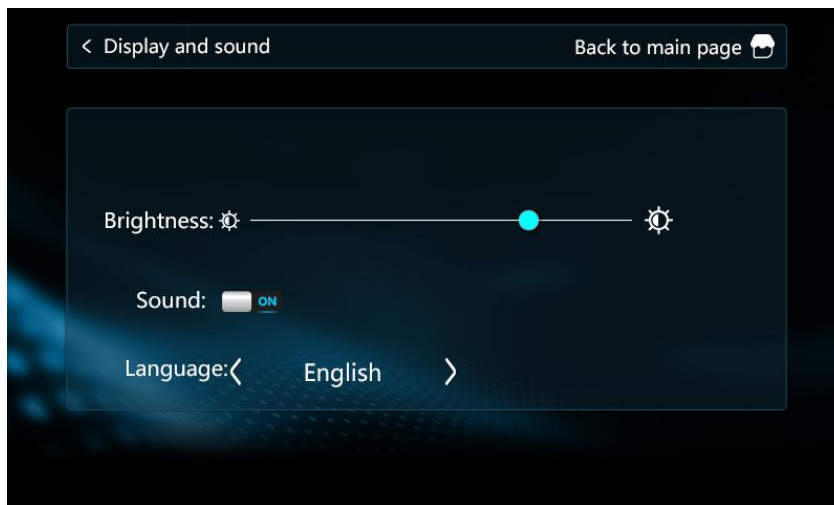 < Display and sound Back to main page
Brightness:
Sound: ON
Language: English